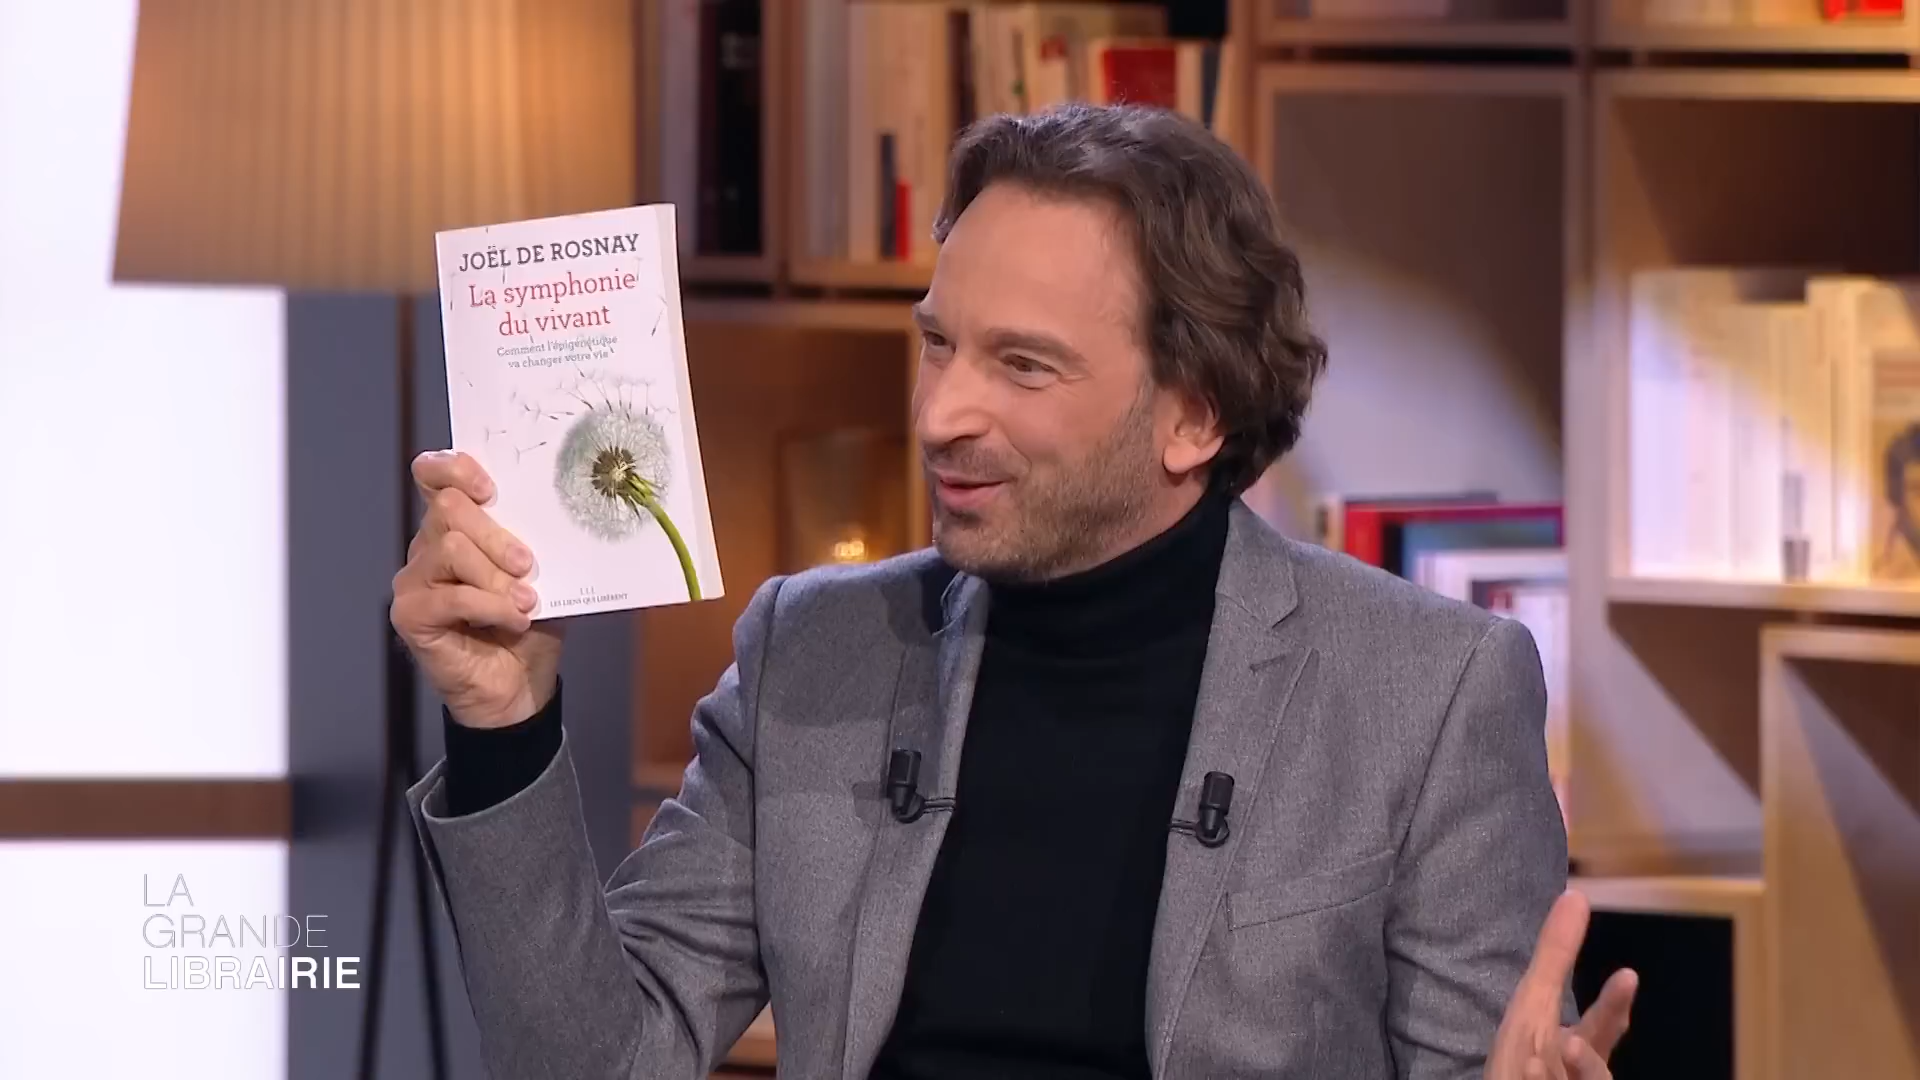 JOËL DE ROSNAY
La symphonie
du vivant
Comment l'épigénétique
va changer votre vie
LES LIENS QUI LIBÈRENT
LA
GRANDE
LIBRAIRIE